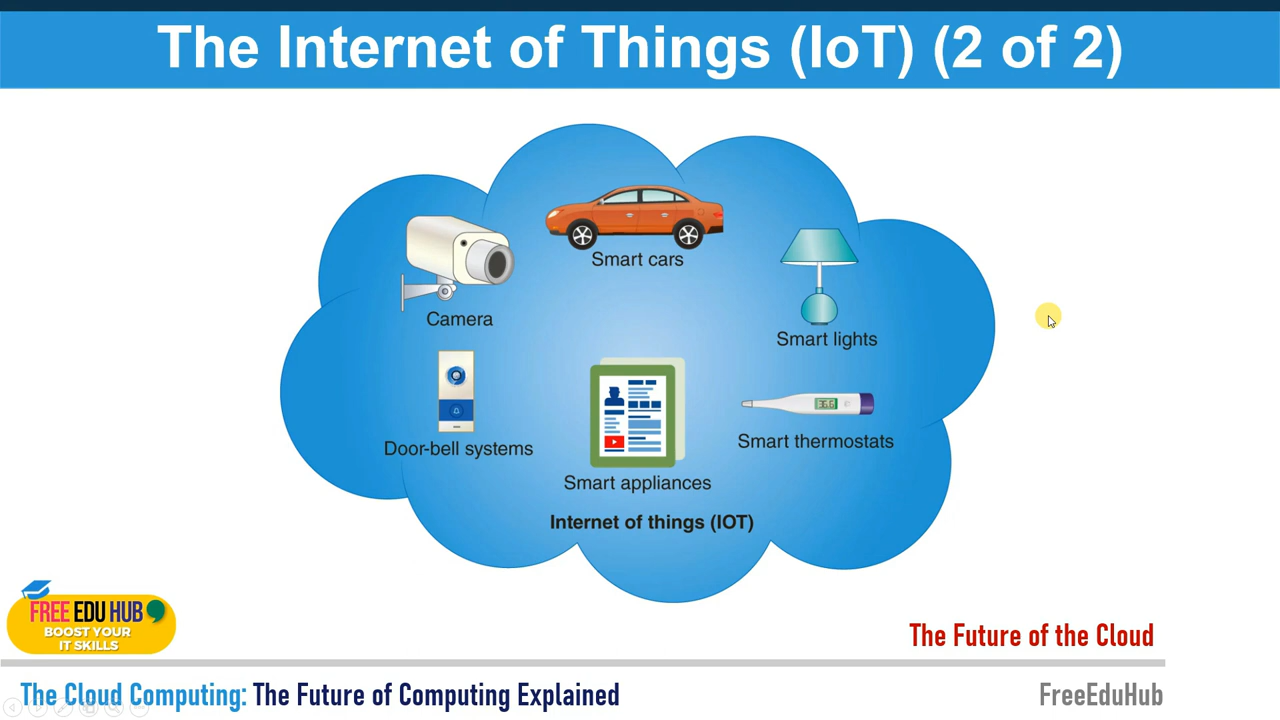 The Internet of Things (IoT) (2 of 2)
Smart cars
Camera
Smart lights
Door-bell systems
Smart thermostats
Smart appliances
Internet of things (IOT)
FREE EDU HUB
BOOST YOUR
IT SKILLS
The Future of the Cloud
The Cloud Computing: The Future of Computing Explained
FreeEduHub